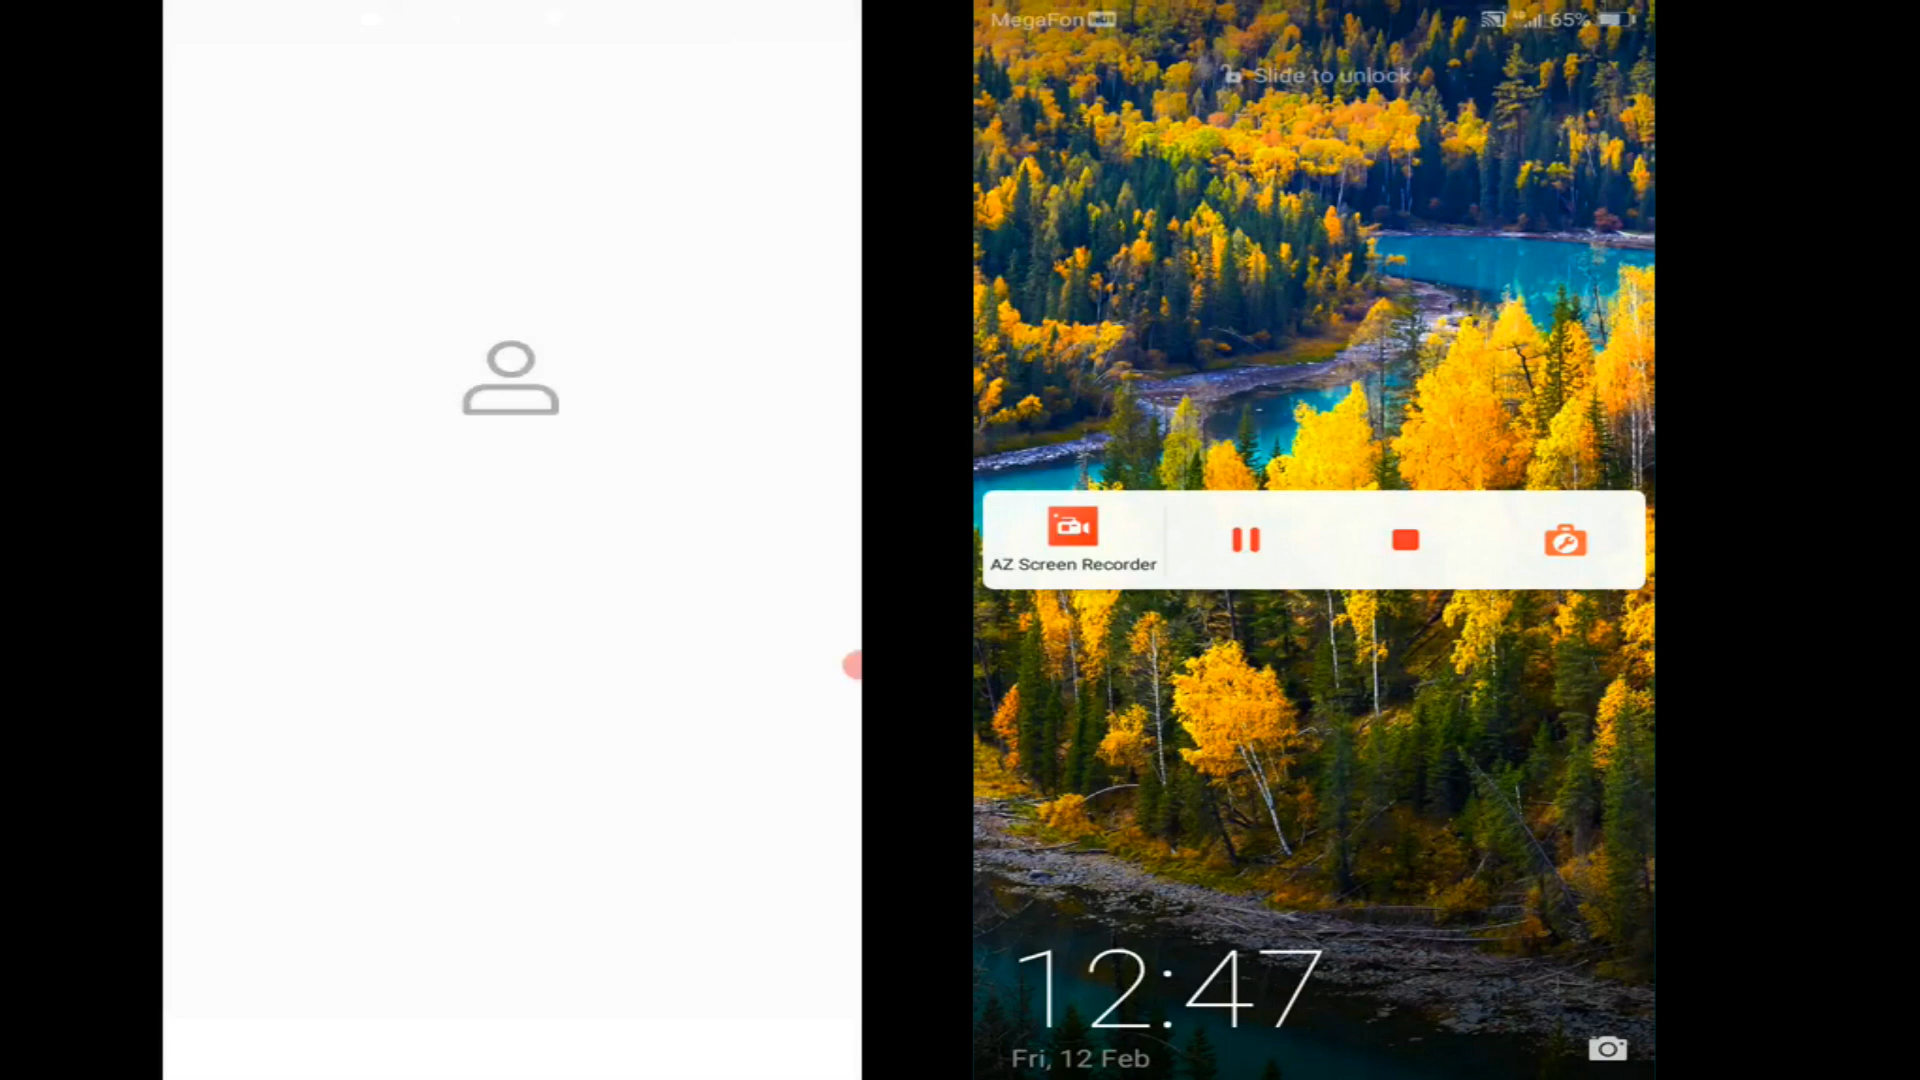 MegaFon
65%
Slide to unlock
AZ Screen Recorder
12:47
Fri, 12 Feb